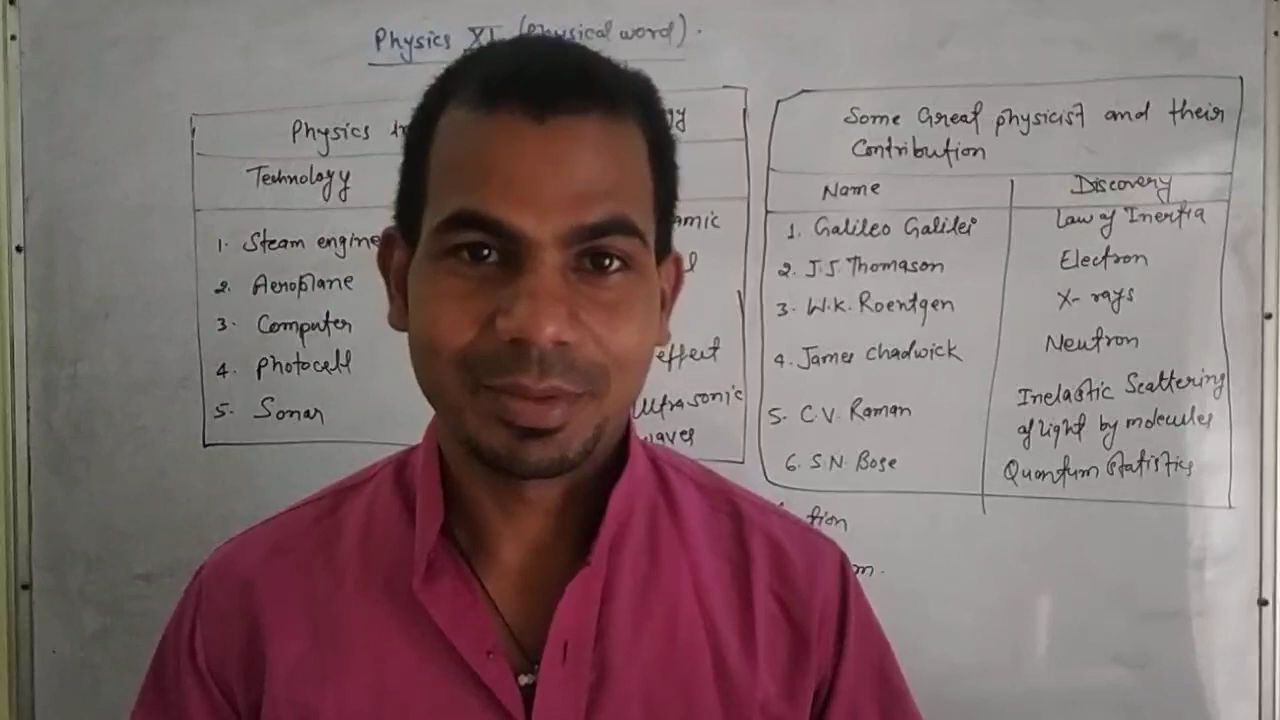 Physics XI (Physical word).
Physics
Technology
1. Steam engine
2. Aeroplane
3. Computer
4. Photocell
effect
5. Sonar
Ultrasonic
waves
Some Great physicist and their
Contribution
Name Discovery
1. Galileo Galilei Law of Inertia
2. J.J. Thomason Electron
3. W.K. Roentgen X-rays
4. James Chadwick Neutron
5. C.V. Raman Inelastic Scattering
of light by molecules
6. S.N. Bose Quantum Statistics